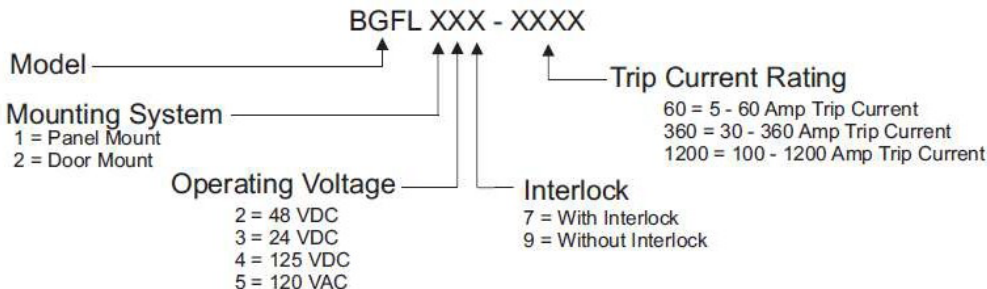 BGFL XXX - XXXX
Model
Trip Current Rating
60 = 5 - 60 Amp Trip Current
360 = 30 - 360 Amp Trip Current
1200 = 100 - 1200 Amp Trip Current
Mounting System
1 = Panel Mount
2 = Door Mount
Operating Voltage
2 = 48 VDC
3 = 24 VDC
4 = 125 VDC
5 = 120 VAC
Interlock
7 = With Interlock
9 = Without Interlock